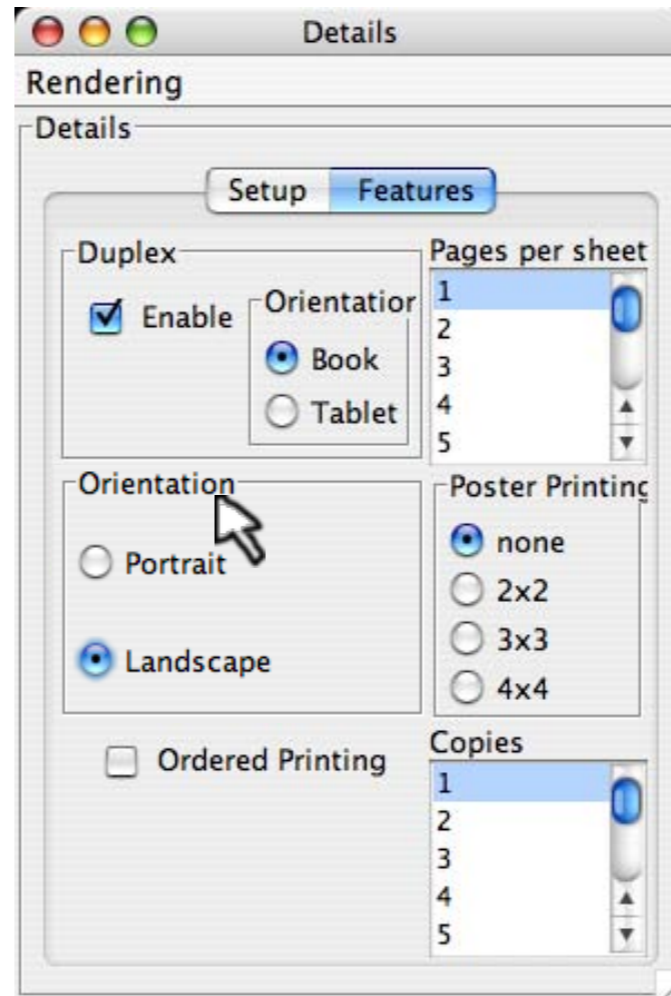 Details
Rendering
Details
Setup Features
Duplex
Enable
Orientatior
Book
Tablet
Pages per sheet
1
2
3
4
5
Orientation
Portrait
Landscape
Poster Printing
none
2x2
3x3
4x4
Ordered Printing
Copies
1
2
3
4
5